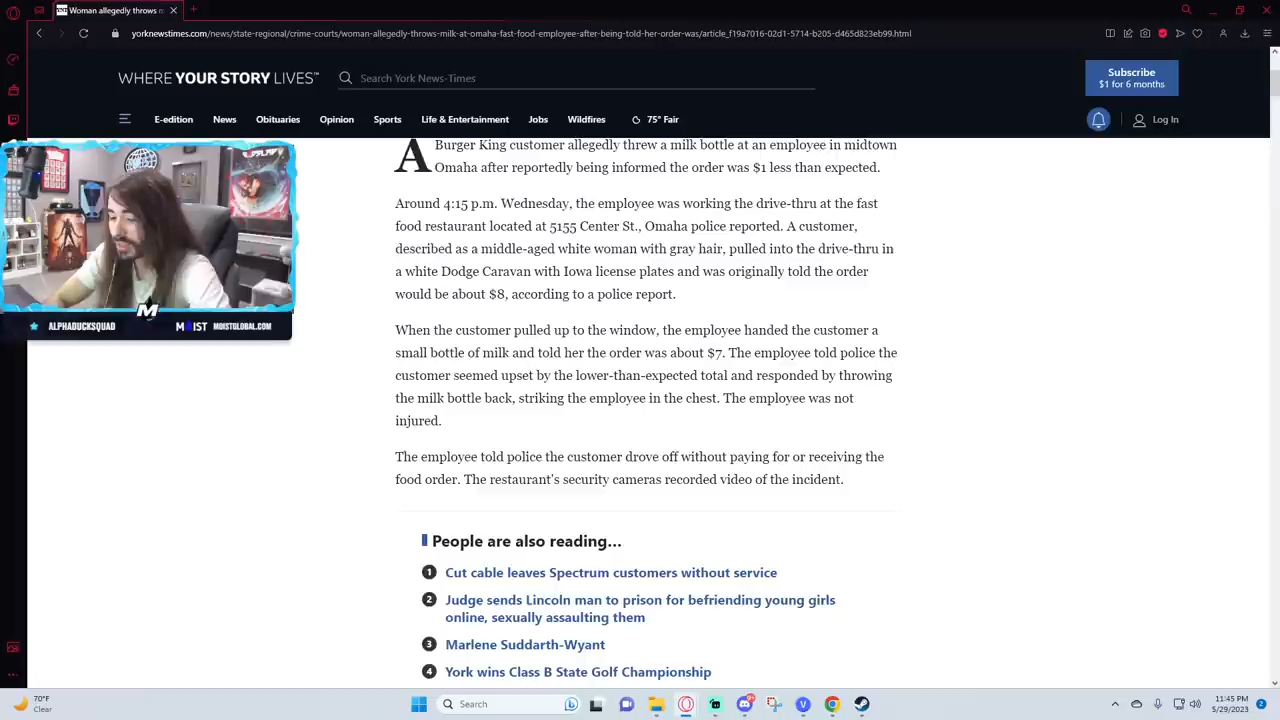 Woman allegedly throws m
yorknewstimes.com/news/state-regional/crime-courts/woman-allegedly-throws-milk-at-omaha-fast-food-employee-after-being-told-her-order-was/article_f19a7016-02d1-5714-b205-d465d823eb99.html
WHERE YOUR STORY LIVES™
Search York News-Times
Subscribe
$1 for 6 months
E-edition
News
Obituaries
Opinion
Sports
Life & Entertainment
Jobs
Wildfires
75° Fair
Log In
A Burger King customer allegedly threw a milk bottle at an employee in midtown
Omaha after reportedly being informed the order was $1 less than expected.
Around 4:15 p.m. Wednesday, the employee was working the drive-thru at the fast
food restaurant located at 5155 Center St., Omaha police reported. A customer,
described as a middle-aged white woman with gray hair, pulled into the drive-thru in
a white Dodge Caravan with Iowa license plates and was originally told the order
would be about $8, according to a police report.
When the customer pulled up to the window, the employee handed the customer a
small bottle of milk and told her the order was about $7. The employee told police the
customer seemed upset by the lower-than-expected total and responded by throwing
the milk bottle back, striking the employee in the chest. The employee was not
injured.
The employee told police the customer drove off without paying for or receiving the
food order. The restaurant's security cameras recorded video of the incident.
People are also reading…
1 Cut cable leaves Spectrum customers without service
2 Judge sends Lincoln man to prison for befriending young girls
online, sexually assaulting them
3 Marlene Suddarth-Wyant
4 York wins Class B State Golf Championship
M
ALPHADUCKSQUAD
MOIST
MOISTGLOBAL.COM
70°F
Clear
Search
11:45 PM
5/29/2023
2